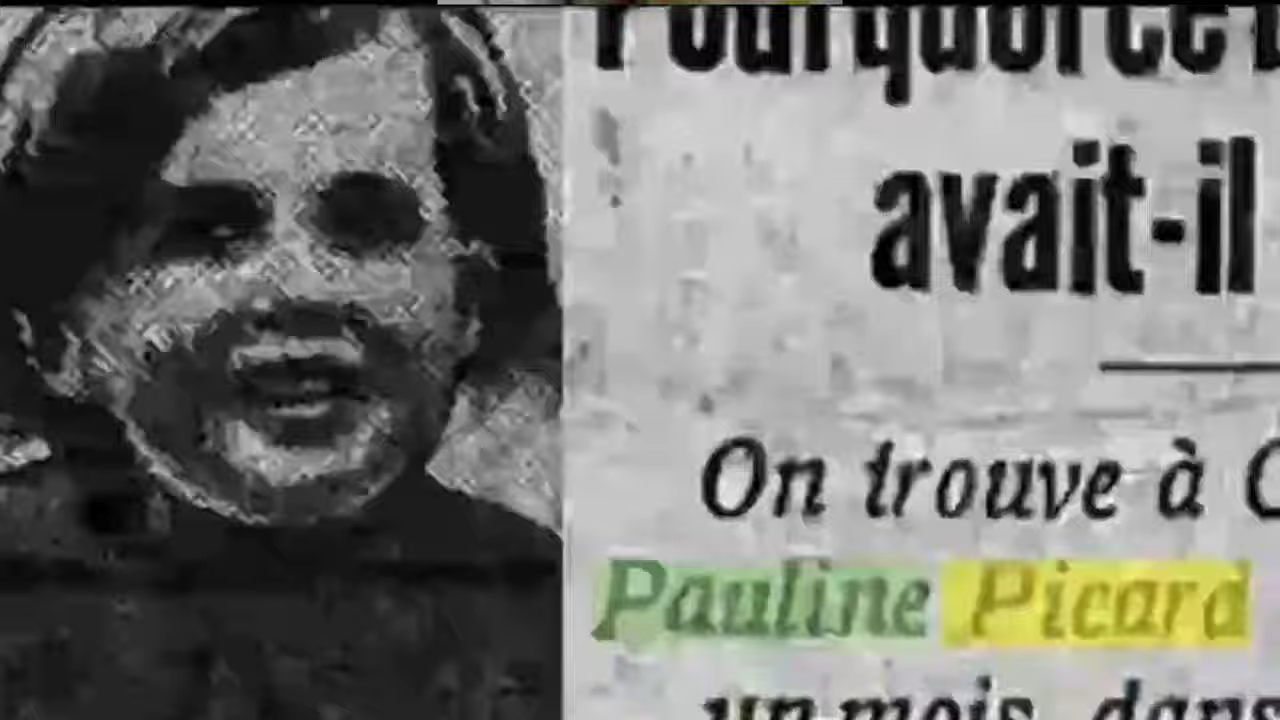 Pourquoi ce
avait-il
On trouve à
Pauline Picard
un mois, dans